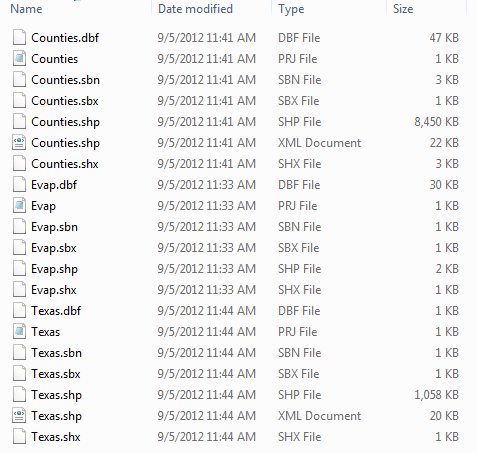 Name Date modified Type Size
Counties.dbf 9/5/2012 11:41 AM DBF File 47 KB
Counties 9/5/2012 11:41 AM PRJ File 1 KB
Counties.sbn 9/5/2012 11:41 AM SBN File 3 KB
Counties.sbx 9/5/2012 11:41 AM SBX File 1 KB
Counties.shp 9/5/2012 11:41 AM SHP File 8,450 KB
Counties.shp 9/5/2012 11:41 AM XML Document 22 KB
Counties.shx 9/5/2012 11:41 AM SHX File 3 KB
Evap.dbf 9/5/2012 11:33 AM DBF File 30 KB
Evap 9/5/2012 11:33 AM PRJ File 1 KB
Evap.sbn 9/5/2012 11:33 AM SBN File 1 KB
Evap.sbx 9/5/2012 11:33 AM SBX File 1 KB
Evap.shp 9/5/2012 11:33 AM SHP File 2 KB
Evap.shx 9/5/2012 11:33 AM SHX File 1 KB
Texas.dbf 9/5/2012 11:44 AM DBF File 1 KB
Texas 9/5/2012 11:44 AM PRJ File 1 KB
Texas.sbn 9/5/2012 11:44 AM SBN File 1 KB
Texas.sbx 9/5/2012 11:44 AM SBX File 1 KB
Texas.shp 9/5/2012 11:44 AM SHP File 1,058 KB
Texas.shp 9/5/2012 11:44 AM XML Document 20 KB
Texas.shx 9/5/2012 11:44 AM SHX File 1 KB